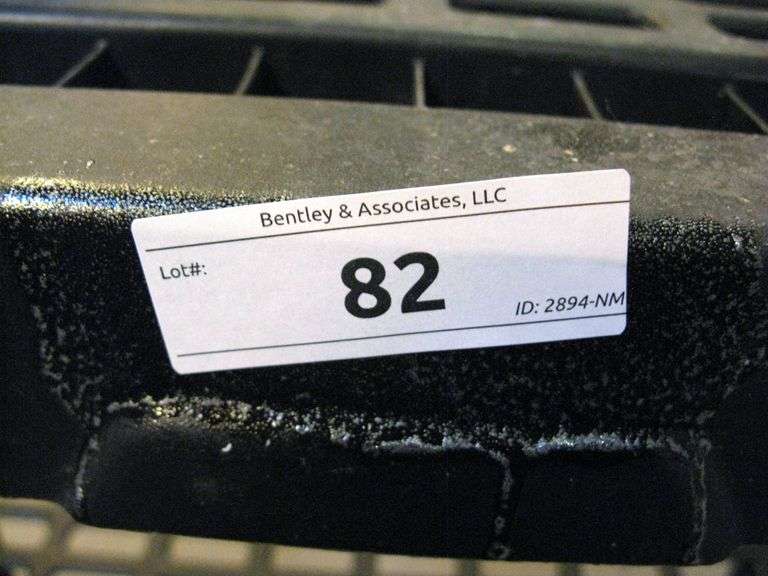 Bentley & Associates, LLC
Lot#:
82
ID: 2894-NM